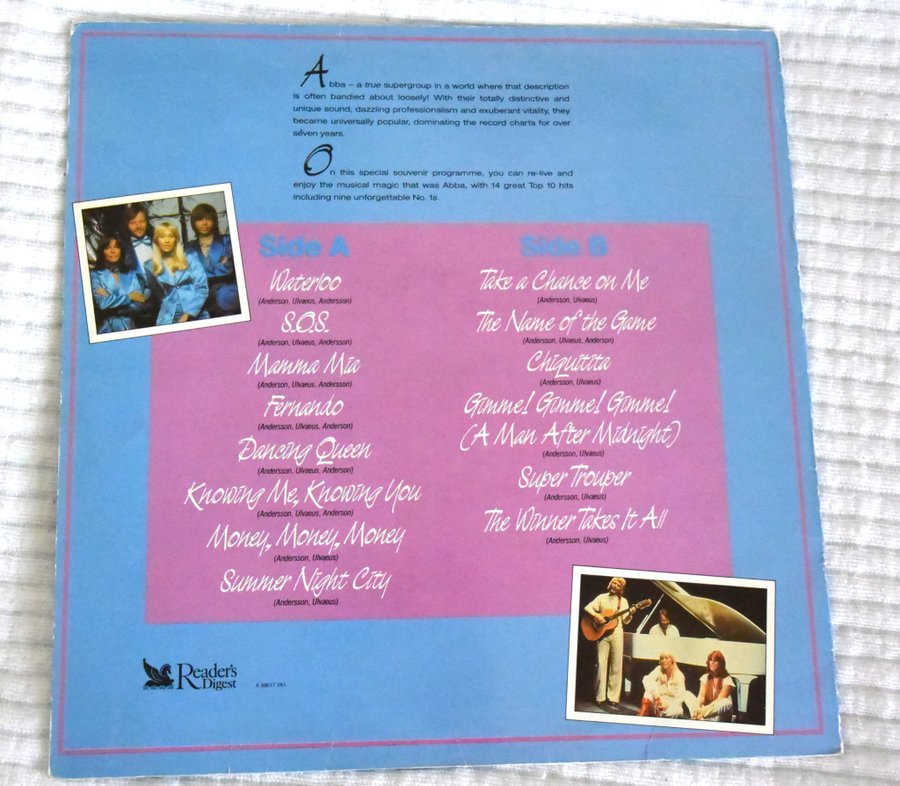 Abba – a true supergroup in a world where that description
is often bandied about loosely! With their totally distinctive and
unique sound, dazzling professionalism and exuberant vitality, they
became universally popular, dominating the record charts for over
seven years.
On this special souvenir programme, you can re-live and
enjoy the musical magic that was Abba, with 14 great Top 10 hits
including nine unforgettable No. 1s.
Side A
Waterloo
(Anderson, Ulvaeus, Andersson)
S.O.S.
(Anderson, Ulvaeus, Andersson)
Mamma Mia
(Anderson, Ulvaeus, Andersson)
Fernando
(Andersson, Ulvaeus, Anderson)
Dancing Queen
(Andersson, Ulvaeus, Anderson)
Knowing Me, Knowing You
(Andersson, Ulvaeus, Anderson)
Money, Money, Money
(Andersson, Ulvaeus)
Summer Night City
(Andersson, Ulvaeus)
Side B
Take a Chance on Me
(Andersson, Ulvaeus)
The Name of the Game
(Andersson, Ulvaeus, Anderson)
Chiquitita
(Andersson, Ulvaeus)
Gimme! Gimme! Gimme!
(A Man After Midnight)
(Andersson, Ulvaeus)
Super Trouper
(Andersson, Ulvaeus)
The Winner Takes It All
(Andersson, Ulvaeus)
Reader's
Digest